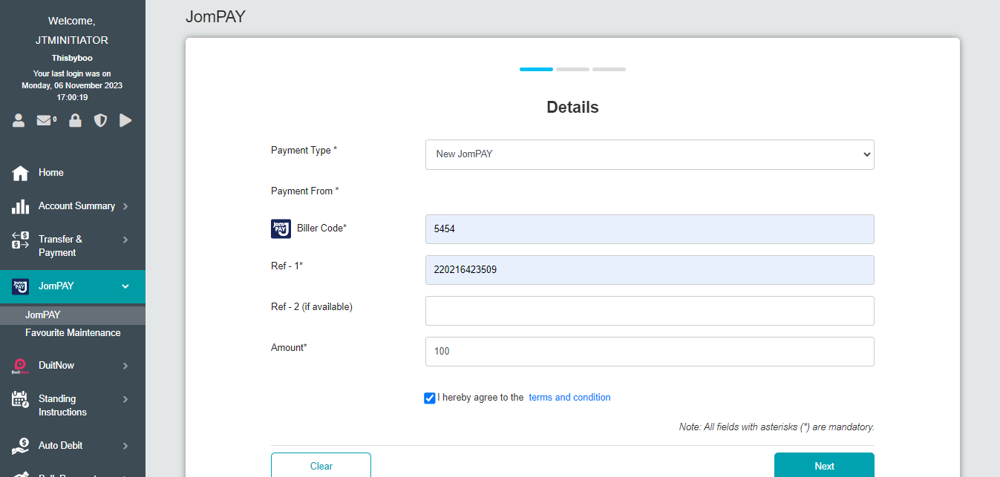 Welcome,
JTMINITIATOR
Thisbyboo
Your last login was on
Monday, 06 November 2023
17:00:19
0
Home
Account Summary
Transfer &
Payment
JomPAY
JomPAY
JomPAY
Favourite Maintenance
DuitNow
DuitNow
Standing
Instructions
Auto Debit
JomPAY
Details
Payment Type *
New JomPAY
Payment From *
JomPAY
Biller Code*
5454
Ref - 1*
220216423509
Ref - 2 (if available)
Amount*
100
I hereby agree to the terms and condition
Note: All fields with asterisks (*) are mandatory.
Clear
Next